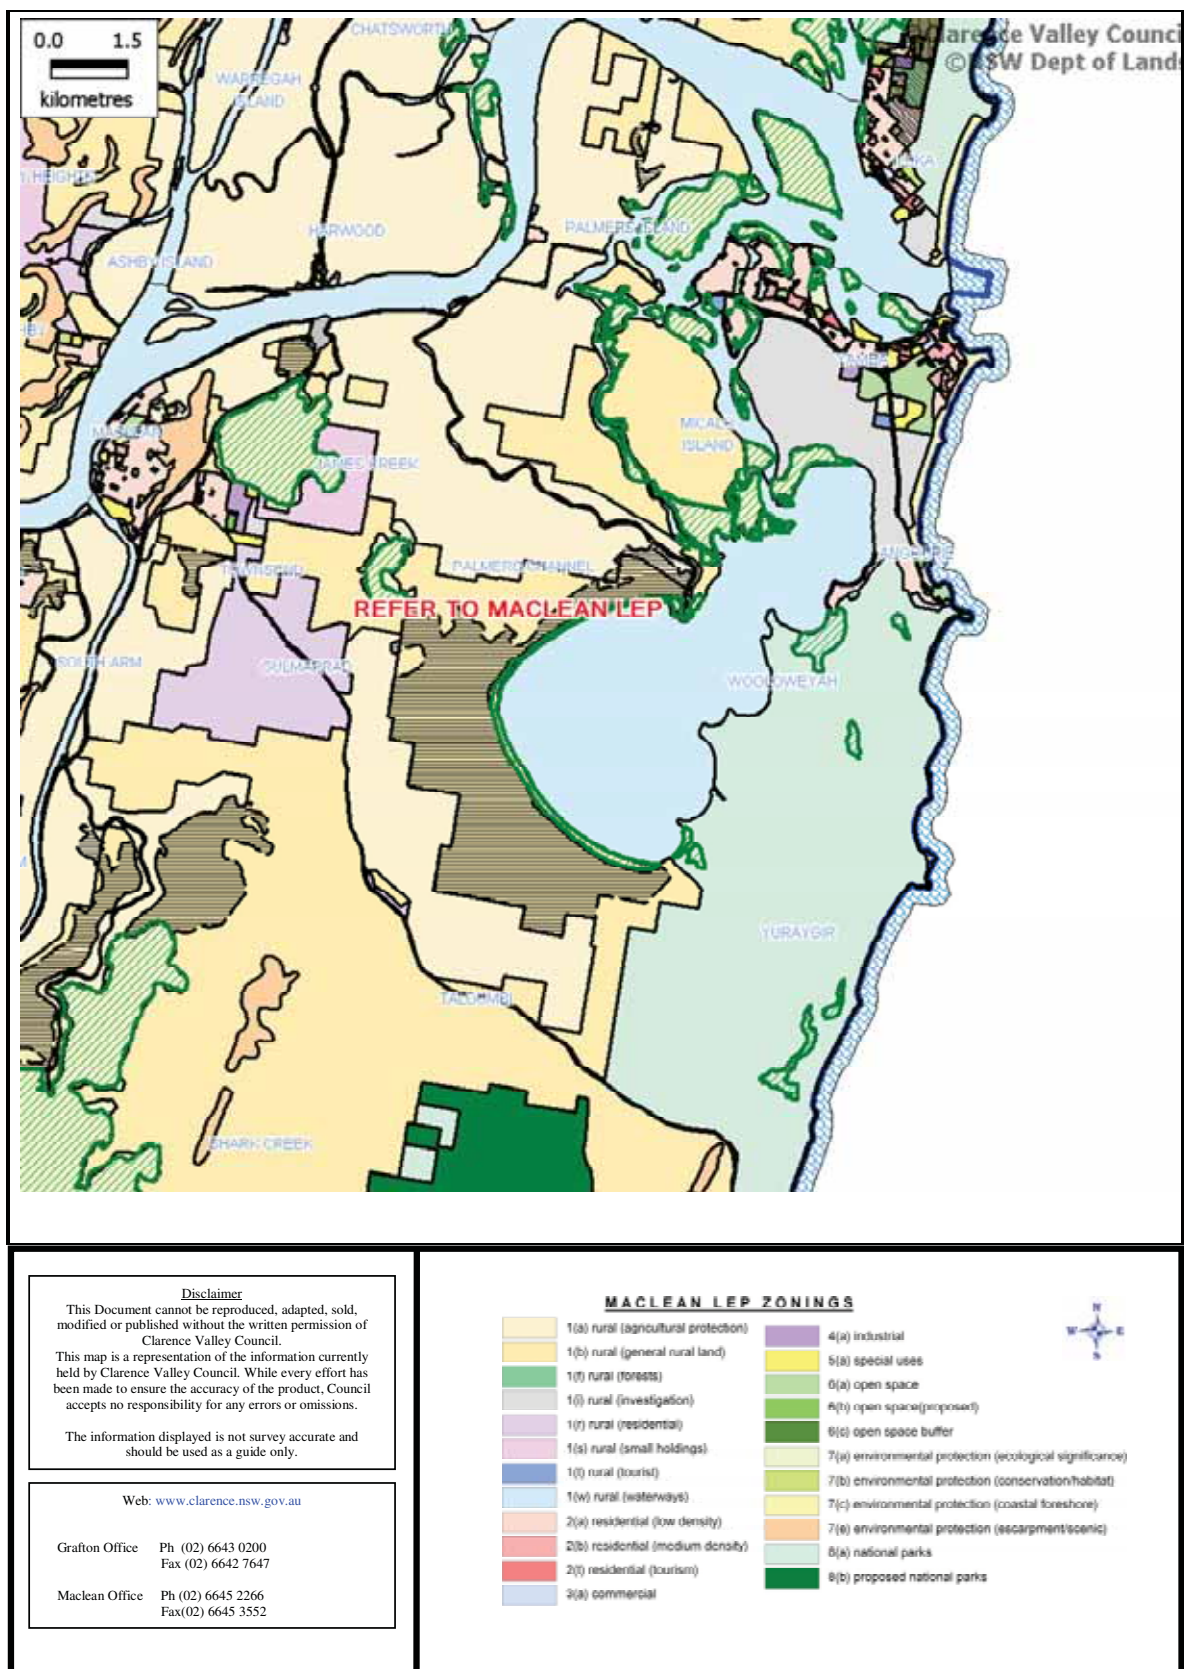 0.0 1.5
kilometres
Clarence Valley Counci
©NSW Dept of Lands
CHATSWORTH
WARREGAH
ISLAND
HEIGHTS
HARWOOD
PALMERS ISLAND
ASHBY ISLAND
YAMBA
MICALO
ISLAND
MACLEAN
JAMES CREEK
ANGOURIE
TOWNSEND
PALMERS CHANNEL
REFER TO MACLEAN LEP
SOUTH ARM
GULMARRAD
WOOLOWEYAH
YURAYGIR
TALOUMBI
SHARK CREEK
Disclaimer
This Document cannot be reproduced, adapted, sold,
modified or published without the written permission of
Clarence Valley Council.
This map is a representation of the information currently
held by Clarence Valley Council. While every effort has
been made to ensure the accuracy of the product, Council
accepts no responsibility for any errors or omissions.
The information displayed is not survey accurate and
should be used as a guide only.
Web: www.clarence.nsw.gov.au
Grafton Office Ph (02) 6643 0200
Fax (02) 6642 7647
Maclean Office Ph (02) 6645 2266
Fax(02) 6645 3552
MACLEAN LEP ZONINGS
1(a) rural (agricultural protection)
1(b) rural (general rural land)
1(f) rural (forests)
1(i) rural (investigation)
1(r) rural (residential)
1(s) rural (small holdings)
1(t) rural (tourist)
1(w) rural (waterways)
2(a) residential (low density)
2(b) residential (medium density)
2(t) residential (tourism)
3(a) commercial
4(a) industrial
5(a) special uses
6(a) open space
6(b) open space(proposed)
6(c) open space buffer
7(a) environmental protection (ecological significance)
7(b) environmental protection (conservation/habitat)
7(c) environmental protection (coastal foreshore)
7(e) environmental protection (escarpment/scenic)
8(a) national parks
8(b) proposed national parks
N
W E
S